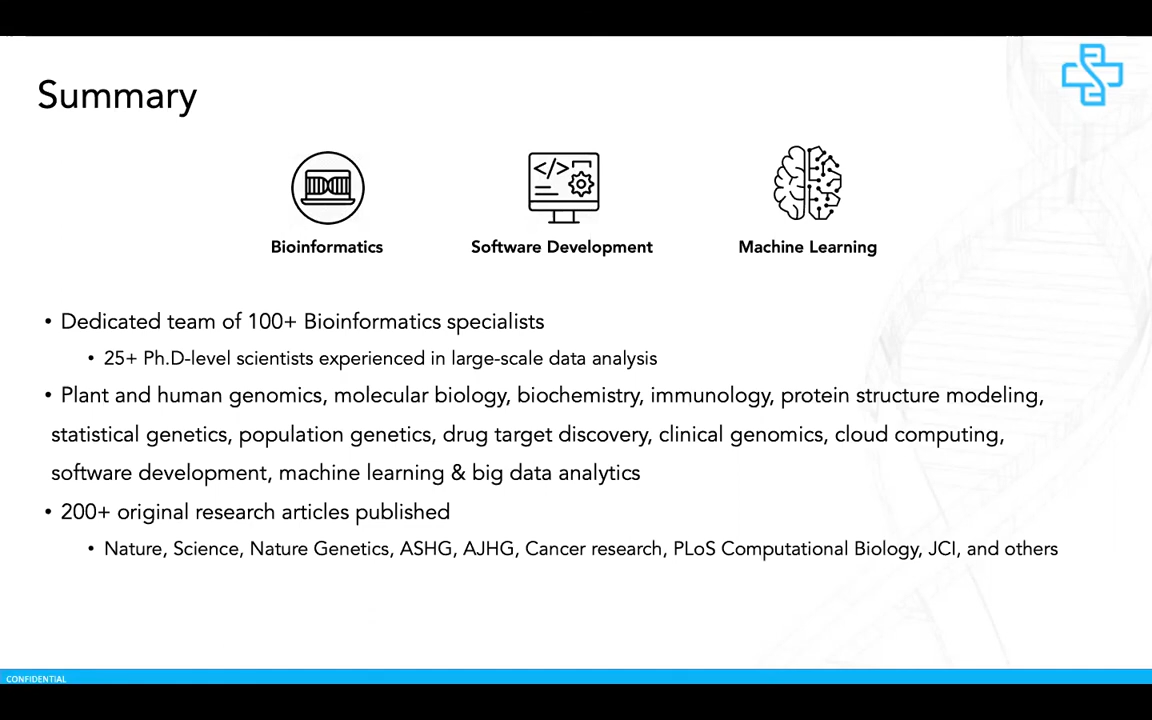 Summary
Bioinformatics
Software Development
Machine Learning
• Dedicated team of 100+ Bioinformatics specialists
• 25+ Ph.D-level scientists experienced in large-scale data analysis
• Plant and human genomics, molecular biology, biochemistry, immunology, protein structure modeling,
statistical genetics, population genetics, drug target discovery, clinical genomics, cloud computing,
software development, machine learning & big data analytics
• 200+ original research articles published
• Nature, Science, Nature Genetics, ASHG, AJHG, Cancer research, PLoS Computational Biology, JCI, and others
CONFIDENTIAL